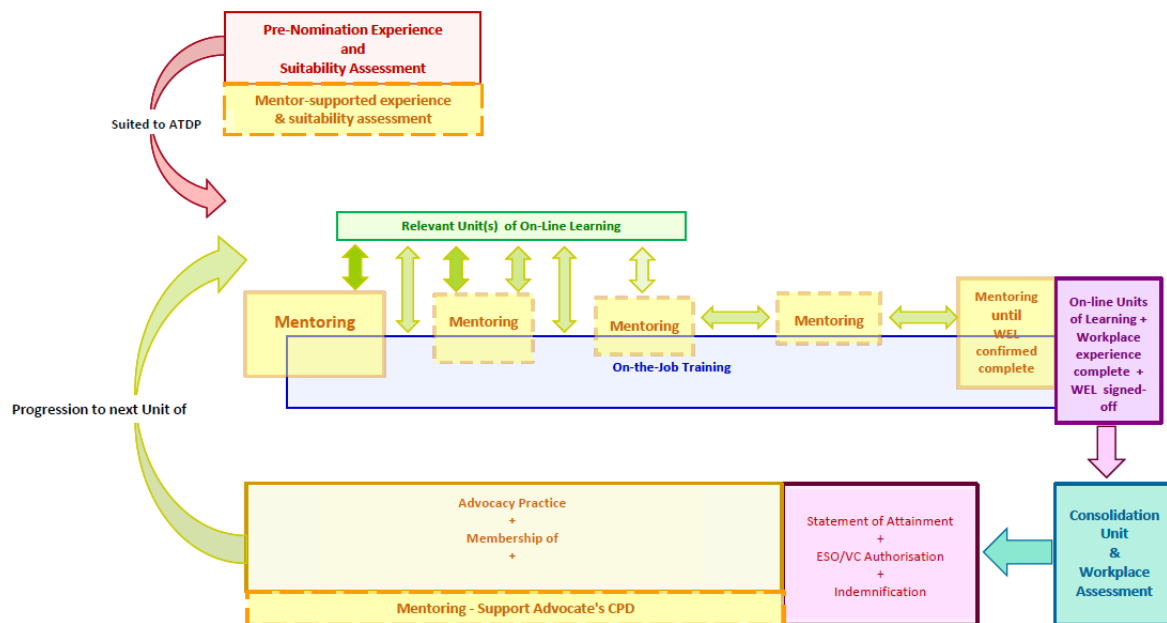 Pre-Nomination Experience
and
Suitability Assessment
Mentor-supported experience
& suitability assessment
Suited to ATDP
Relevant Unit(s) of On-Line Learning
Mentoring
Mentoring
Mentoring
Mentoring
Mentoring
until
WEL
confirmed
complete
On-line Units
of Learning +
Workplace
experience
complete +
WEL signed-
off
On-the-Job Training
Progression to next Unit of
Advocacy Practice
+
Membership of
+
Mentoring - Support Advocate's CPD
Statement of Attainment
+
ESO/VC Authorisation
+
Indemnification
Consolidation
Unit
&
Workplace
Assessment